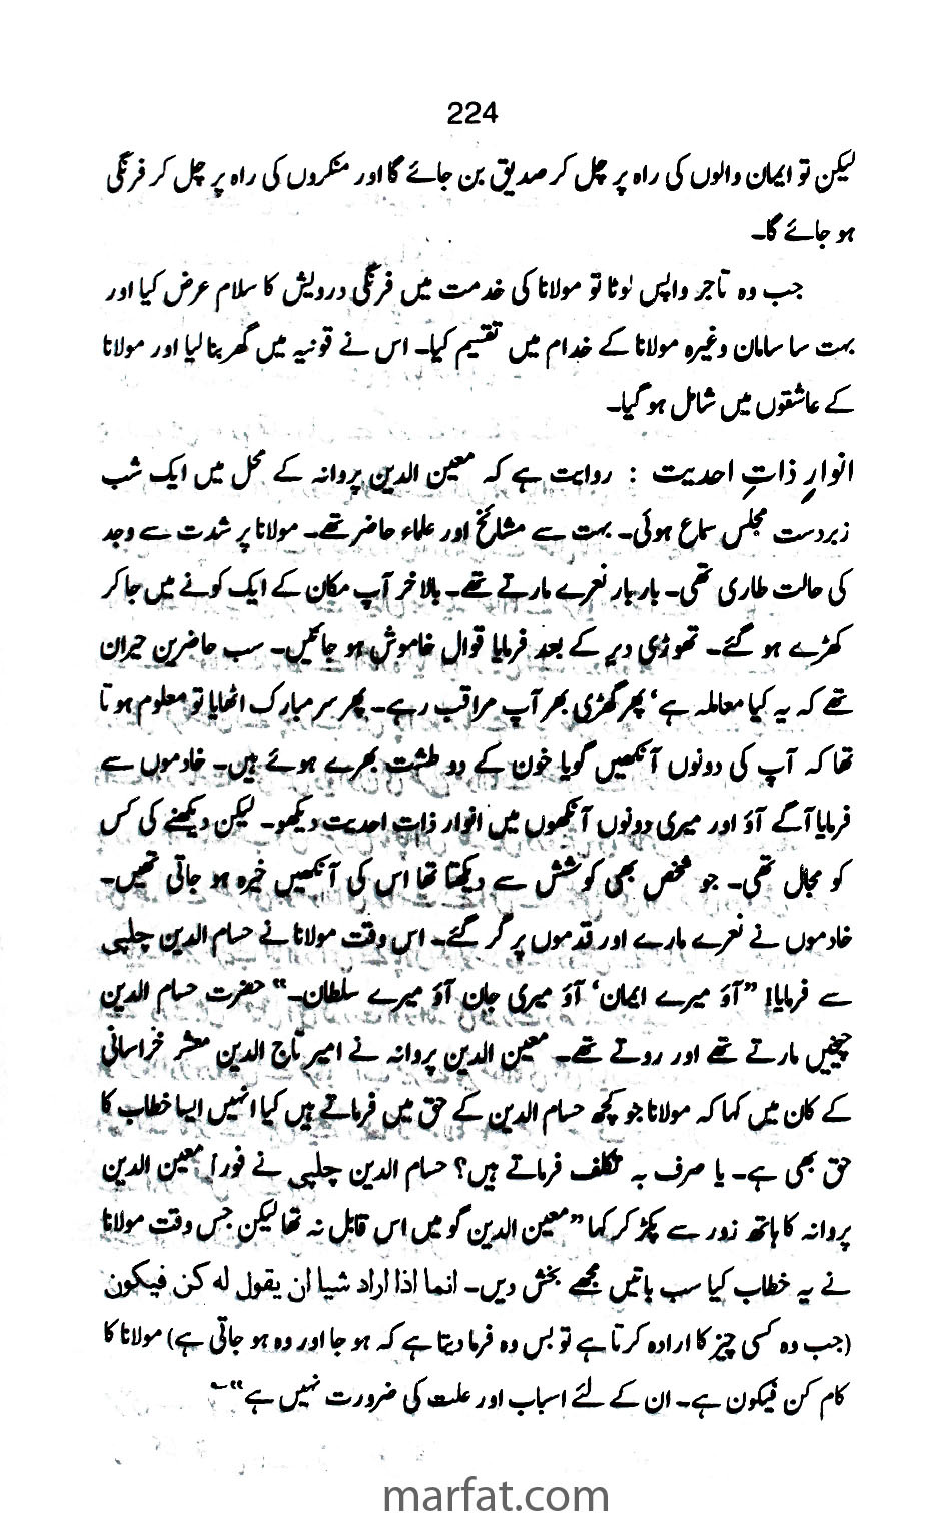 224
لیکن تو ایمان والوں کی راہ پر چل کر صدیق بن جائے گا اور منکروں کی راہ پر چل کر فرنگی
ہو جائے گا۔
جب وہ تاجر واپس لوٹا تو مولانا کی خدمت میں فرنگی درویش کا سلام عرض کیا اور
بہت سا سامان وغیرہ مولانا کے خدام میں تقسیم کیا۔ اس نے قونیہ میں گھر بنا لیا اور مولانا
کے عاشقوں میں شامل ہو گیا۔
انوارِ ذاتِ احدیت : روایت ہے کہ معین الدین پروانہ کے محل میں ایک شب
زبردست مجلس سماع ہوئی۔ بہت سے مشائخ اور علماء حاضر تھے۔ مولانا پر شدت سے وجد
کی حالت طاری تھی۔ بار بار نعرے مارتے تھے۔ بالاخر آپ مکان کے ایک کونے میں جا کر
کھڑے ہو گئے۔ تھوڑی دیر کے بعد فرمایا قوال خاموش ہو جائیں۔ سب حاضرین حیران
تھے کہ یہ کیا معاملہ ہے‘ پھر گھڑی بھر آپ مراقب رہے۔ پھر سر مبارک اٹھایا تو معلوم ہوتا
تھا کہ آپ کی دونوں آنکھیں گویا خون کے دو طشت بھرے ہوئے ہیں۔ خادموں سے
فرمایا آگے آؤ اور میری دونوں آنکھوں میں انوار ذات احدیت دیکھو۔ لیکن دیکھنے کی کس
کو مجال تھی۔ جو شخص بھی کوشش سے دیکتا تھا اس کی آنکھیں خیرہ ہو جاتی تھیں۔
خادموں نے نعرے مارے اور قدموں پر گر گئے۔ اس وقت مولانا نے حسام الدین چلپی
سے فرمایا! ”آؤ میرے ایمان‘ آؤ میری جان آؤ میرے سلطان۔“ حضرت حسام الدین
چیخیں مارتے تھے اور روتے تھے۔ معین الدین پروانہ نے امیر تاج الدین معشر خراسانی
کے کان میں کہا کہ مولانا جو کچھ حسام الدین کے حق میں فرماتے ہیں کیا انہیں ایسا خطاب کا
حق بھی ہے۔ یا صرف بہ تکلف فرماتے ہیں؟ حسام الدین چلپی نے فوراً معین الدین
پروانہ کا ہاتھ زور سے پکڑ کر کہا ”معین الدین گو میں اس قابل نہ تھا لیکن جس وقت مولانا
نے یہ خطاب کیا سب باتیں مجھے بخش دیں۔ انما اذا اراد شیا ان یقول له کن فیکون
(جب وہ کسی چیز کا ارادہ کرتا ہے تو بس وہ فرما دیتا ہے کہ ہو جا اور وہ ہو جاتی ہے) مولانا کا
کام کن فیکون ہے۔ ان کے لئے اسباب اور علت کی ضرورت نہیں ہے“۔
marfat.com